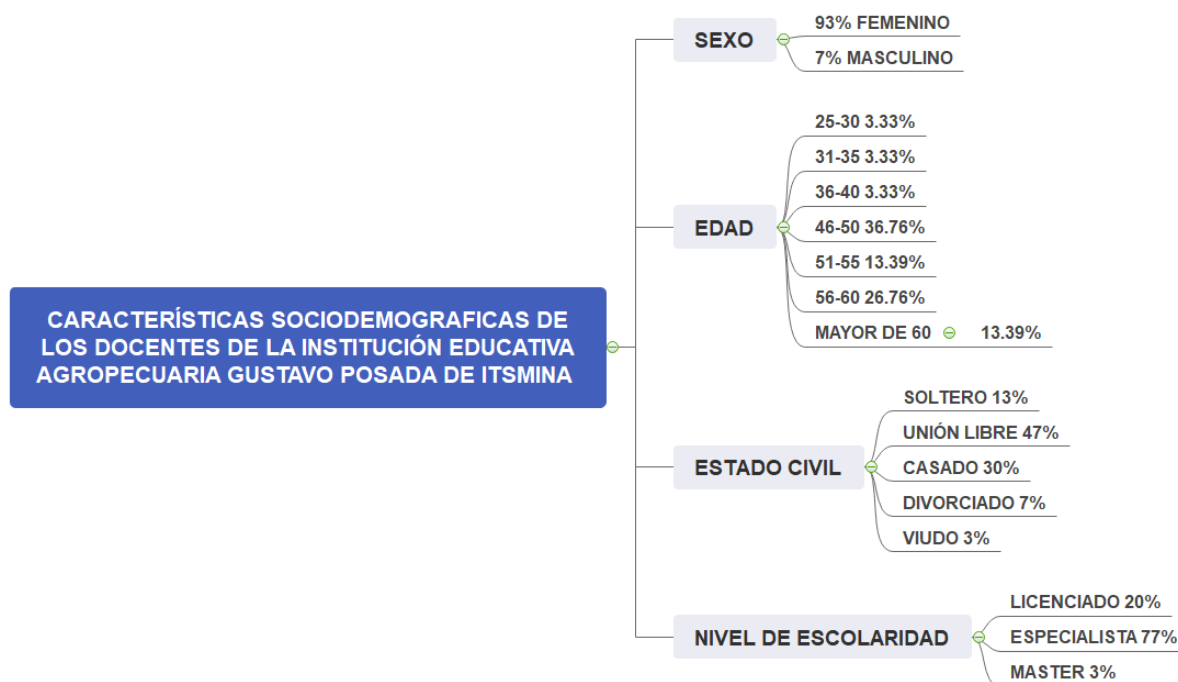 CARACTERÍSTICAS SOCIODEMOGRAFICAS DE
LOS DOCENTES DE LA INSTITUCIÓN EDUCATIVA
AGROPECUARIA GUSTAVO POSADA DE ITSMINA
SEXO
93% FEMENINO
7% MASCULINO
EDAD
25-30 3.33%
31-35 3.33%
36-40 3.33%
46-50 36.76%
51-55 13.39%
56-60 26.76%
MAYOR DE 60 13.39%
ESTADO CIVIL
SOLTERO 13%
UNIÓN LIBRE 47%
CASADO 30%
DIVORCIADO 7%
VIUDO 3%
NIVEL DE ESCOLARIDAD
LICENCIADO 20%
ESPECIALISTA 77%
MASTER 3%